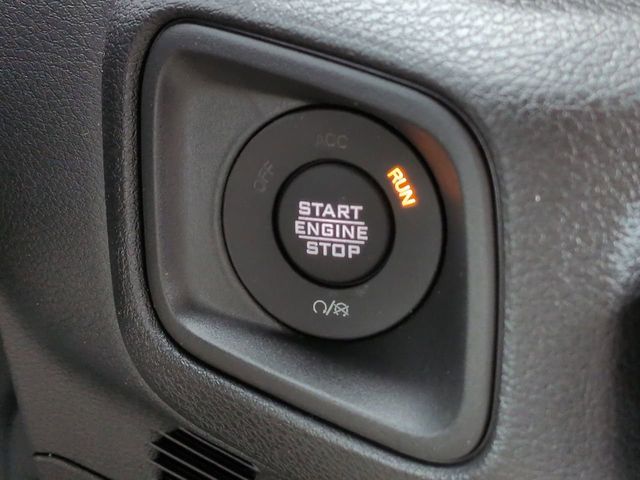 ACC
OFF
RUN
START
ENGINE
STOP